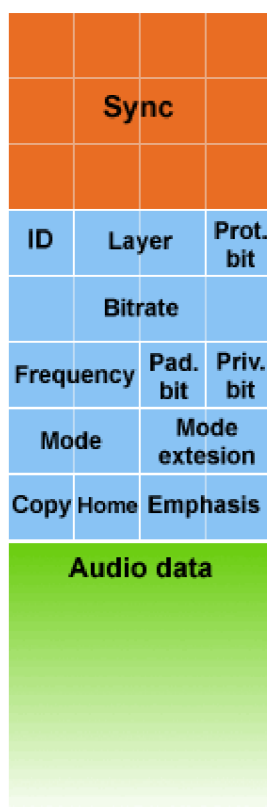 Sync
ID Layer Prot. bit
Bitrate
Frequency Pad. bit Priv. bit
Mode Mode extesion
Copy Home Emphasis
Audio data